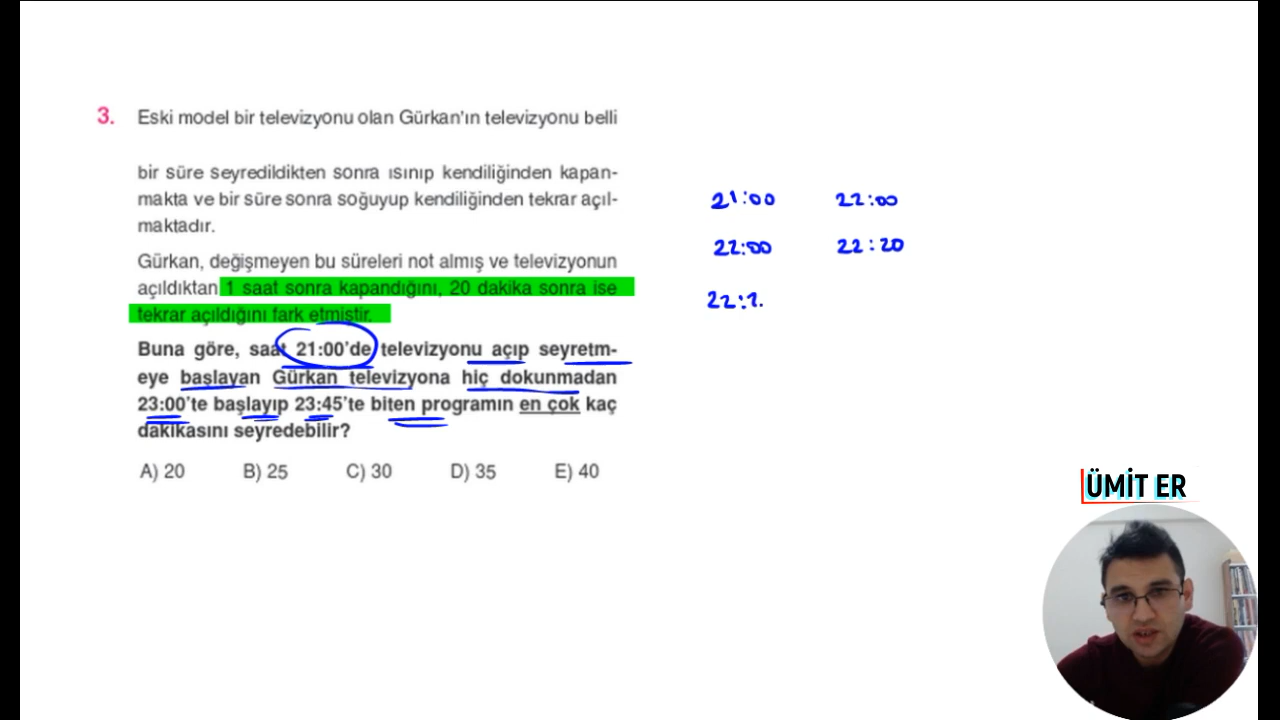 3. Eski model bir televizyonu olan Gürkan'ın televizyonu belli
bir süre seyredildikten sonra ısınıp kendiliğinden kapan-
makta ve bir süre sonra soğuyup kendiliğinden tekrar açıl-
maktadır.
Gürkan, değişmeyen bu süreleri not almış ve televizyonun
açıldıktan 1 saat sonra kapandığını, 20 dakika sonra ise
tekrar açıldığını fark etmiştir.
Buna göre, saat 21:00'de televizyonu açıp seyretm-
eye başlayan Gürkan televizyona hiç dokunmadan
23:00'te başlayıp 23:45'te biten programın en çok kaç
dakikasını seyredebilir?
A) 20 B) 25 C) 30 D) 35 E) 40
21:00 22:00
22:00 22:20
22:2
ÜMİT ER